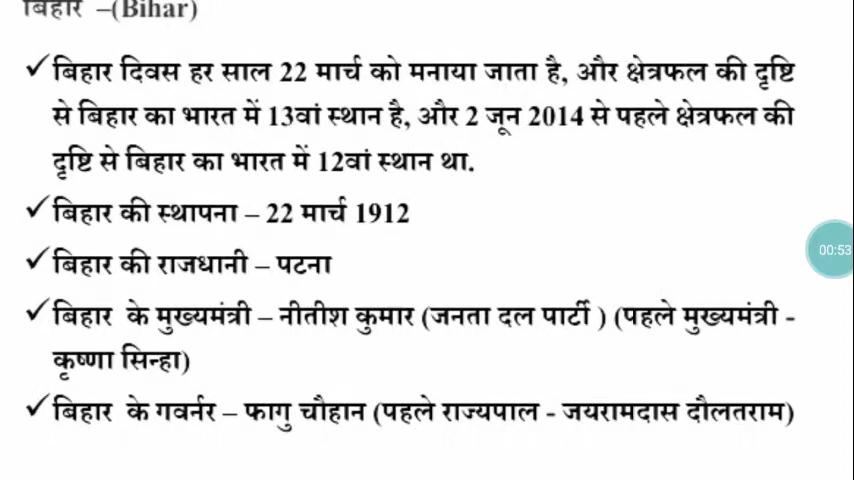 बिहार –(Bihar)
✓बिहार दिवस हर साल 22 मार्च को मनाया जाता है, और क्षेत्रफल की दृष्टि
से बिहार का भारत में 13वां स्थान है, और 2 जून 2014 से पहले क्षेत्रफल की
दृष्टि से बिहार का भारत में 12वां स्थान था.
✓बिहार की स्थापना – 22 मार्च 1912
✓बिहार की राजधानी – पटना
✓बिहार के मुख्यमंत्री – नीतीश कुमार (जनता दल पार्टी ) (पहले मुख्यमंत्री -
कृष्णा सिन्हा)
✓बिहार के गवर्नर – फागु चौहान (पहले राज्यपाल - जयरामदास दौलतराम)
00:53